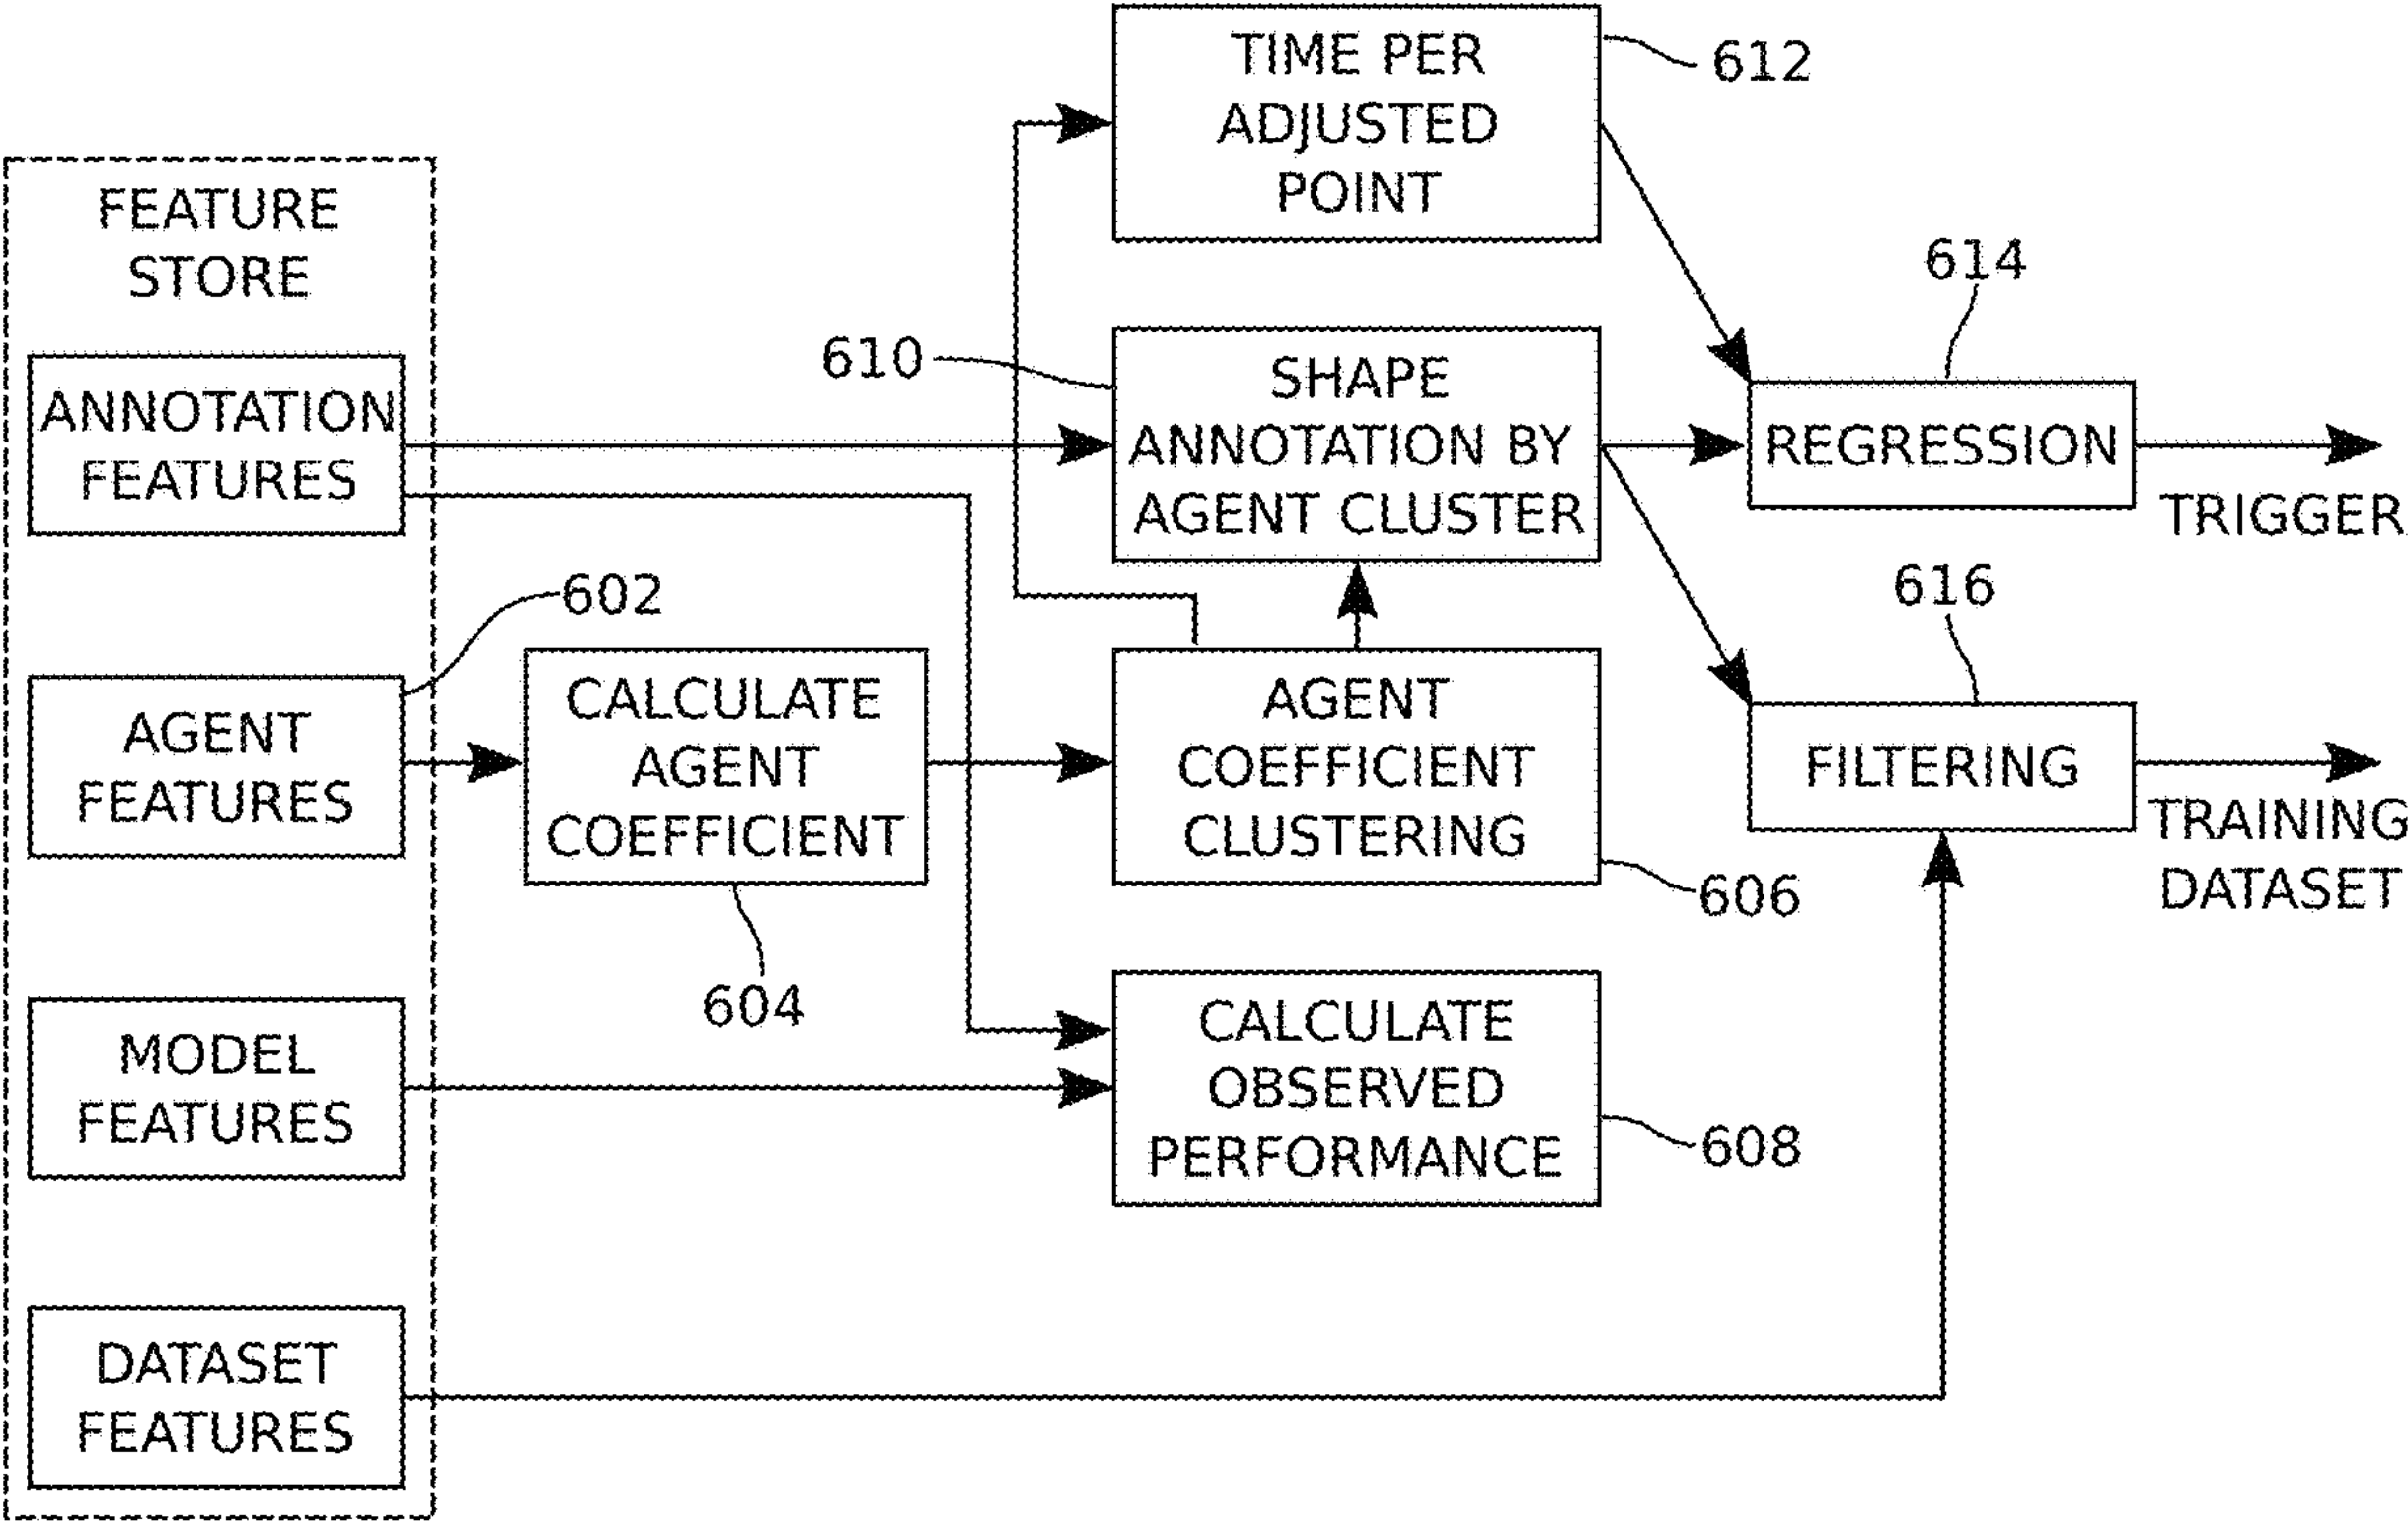 FEATURE
STORE
ANNOTATION
FEATURES
602
AGENT
FEATURES
MODEL
FEATURES
DATASET
FEATURES
CALCULATE
AGENT
COEFFICIENT
604
TIME PER
ADJUSTED
POINT
612
610
SHAPE
ANNOTATION BY
AGENT CLUSTER
AGENT
COEFFICIENT
CLUSTERING
606
CALCULATE
OBSERVED
PERFORMANCE
608
614
REGRESSION
TRIGGER
616
FILTERING
TRAINING
DATASET